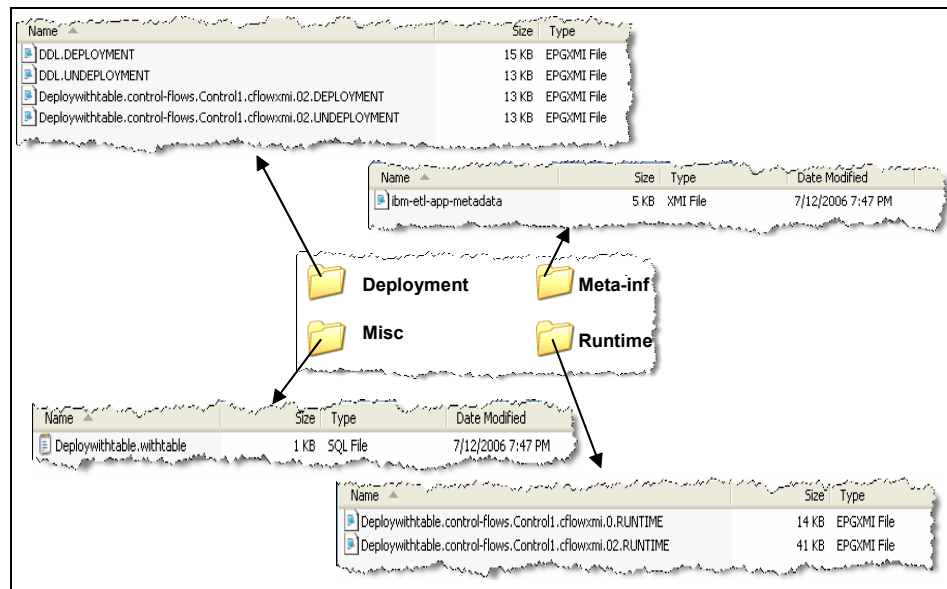 Name Size Type
DDL.DEPLOYMENT 15 KB EPGXMI File
DDL.UNDEPLOYMENT 13 KB EPGXMI File
Deploywithtable.control-flows.Control1.cflowxmi.02.DEPLOYMENT 13 KB EPGXMI File
Deploywithtable.control-flows.Control1.cflowxmi.02.UNDEPLOYMENT 13 KB EPGXMI File
Name Size Type Date Modified
ibm-etl-app-metadata 5 KB XMI File 7/12/2006 7:47 PM
Deployment Meta-inf
Misc Runtime
Name Size Type Date Modified
Deploywithtable.withtable 1 KB SQL File 7/12/2006 7:47 PM
Name Size Type
Deploywithtable.control-flows.Control1.cflowxmi.0.RUNTIME 14 KB EPGXMI File
Deploywithtable.control-flows.Control1.cflowxmi.02.RUNTIME 41 KB EPGXMI File